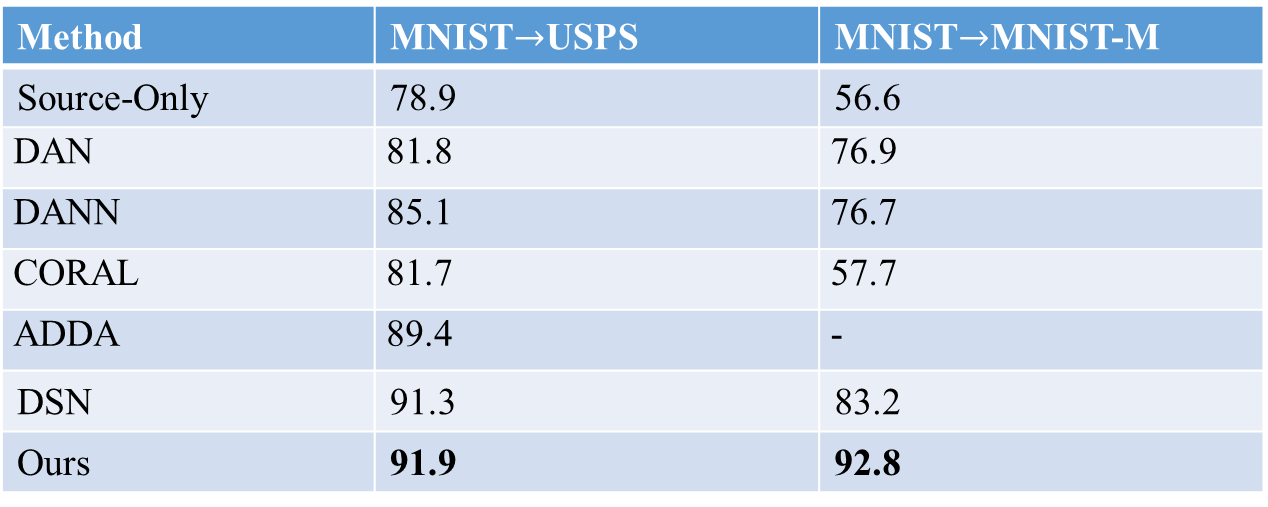 Method MNIST→USPS MNIST→MNIST-M
Source-Only 78.9 56.6
DAN 81.8 76.9
DANN 85.1 76.7
CORAL 81.7 57.7
ADDA 89.4 -
DSN 91.3 83.2
Ours 91.9 92.8